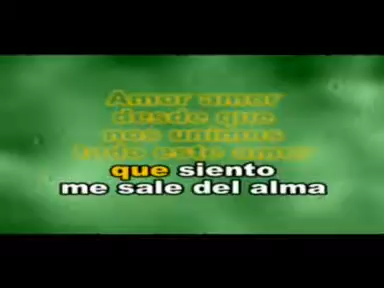 Amor amor
desde que
nos unimos
todo este amor
que siento
me sale del alma